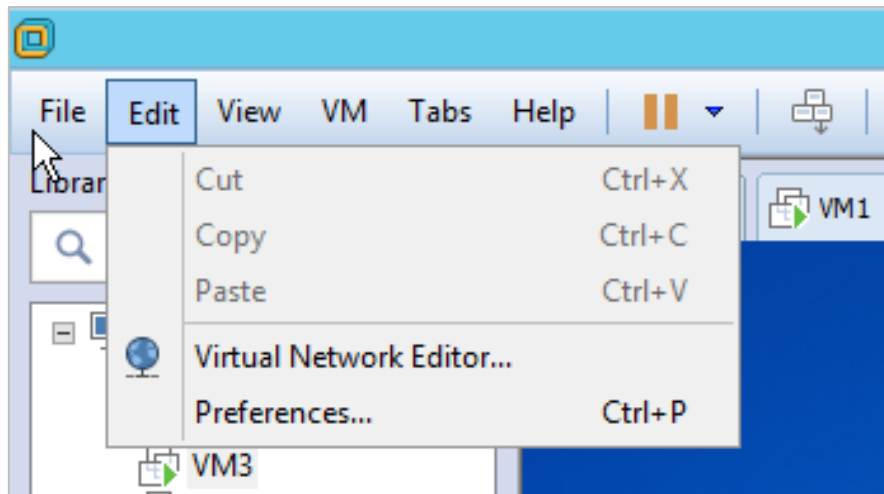 File Edit View VM Tabs Help
Librar
Cut Ctrl+X
Copy Ctrl+C
Paste Ctrl+V
Virtual Network Editor...
Preferences... Ctrl+P
VM1
VM3